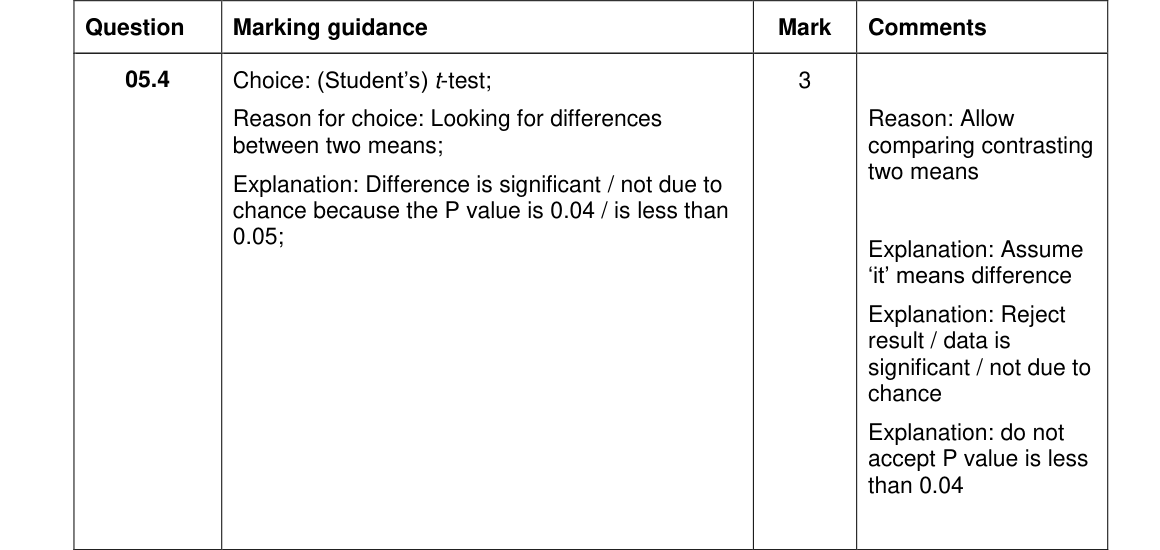 Question Marking guidance Mark Comments
05.4 Choice: (Student’s) t-test; 3
Reason for choice: Looking for differences
between two means;
Explanation: Difference is significant / not due to
chance because the P value is 0.04 / is less than
0.05;
Reason: Allow
comparing contrasting
two means
Explanation: Assume
‘it’ means difference
Explanation: Reject
result / data is
significant / not due to
chance
Explanation: do not
accept P value is less
than 0.04